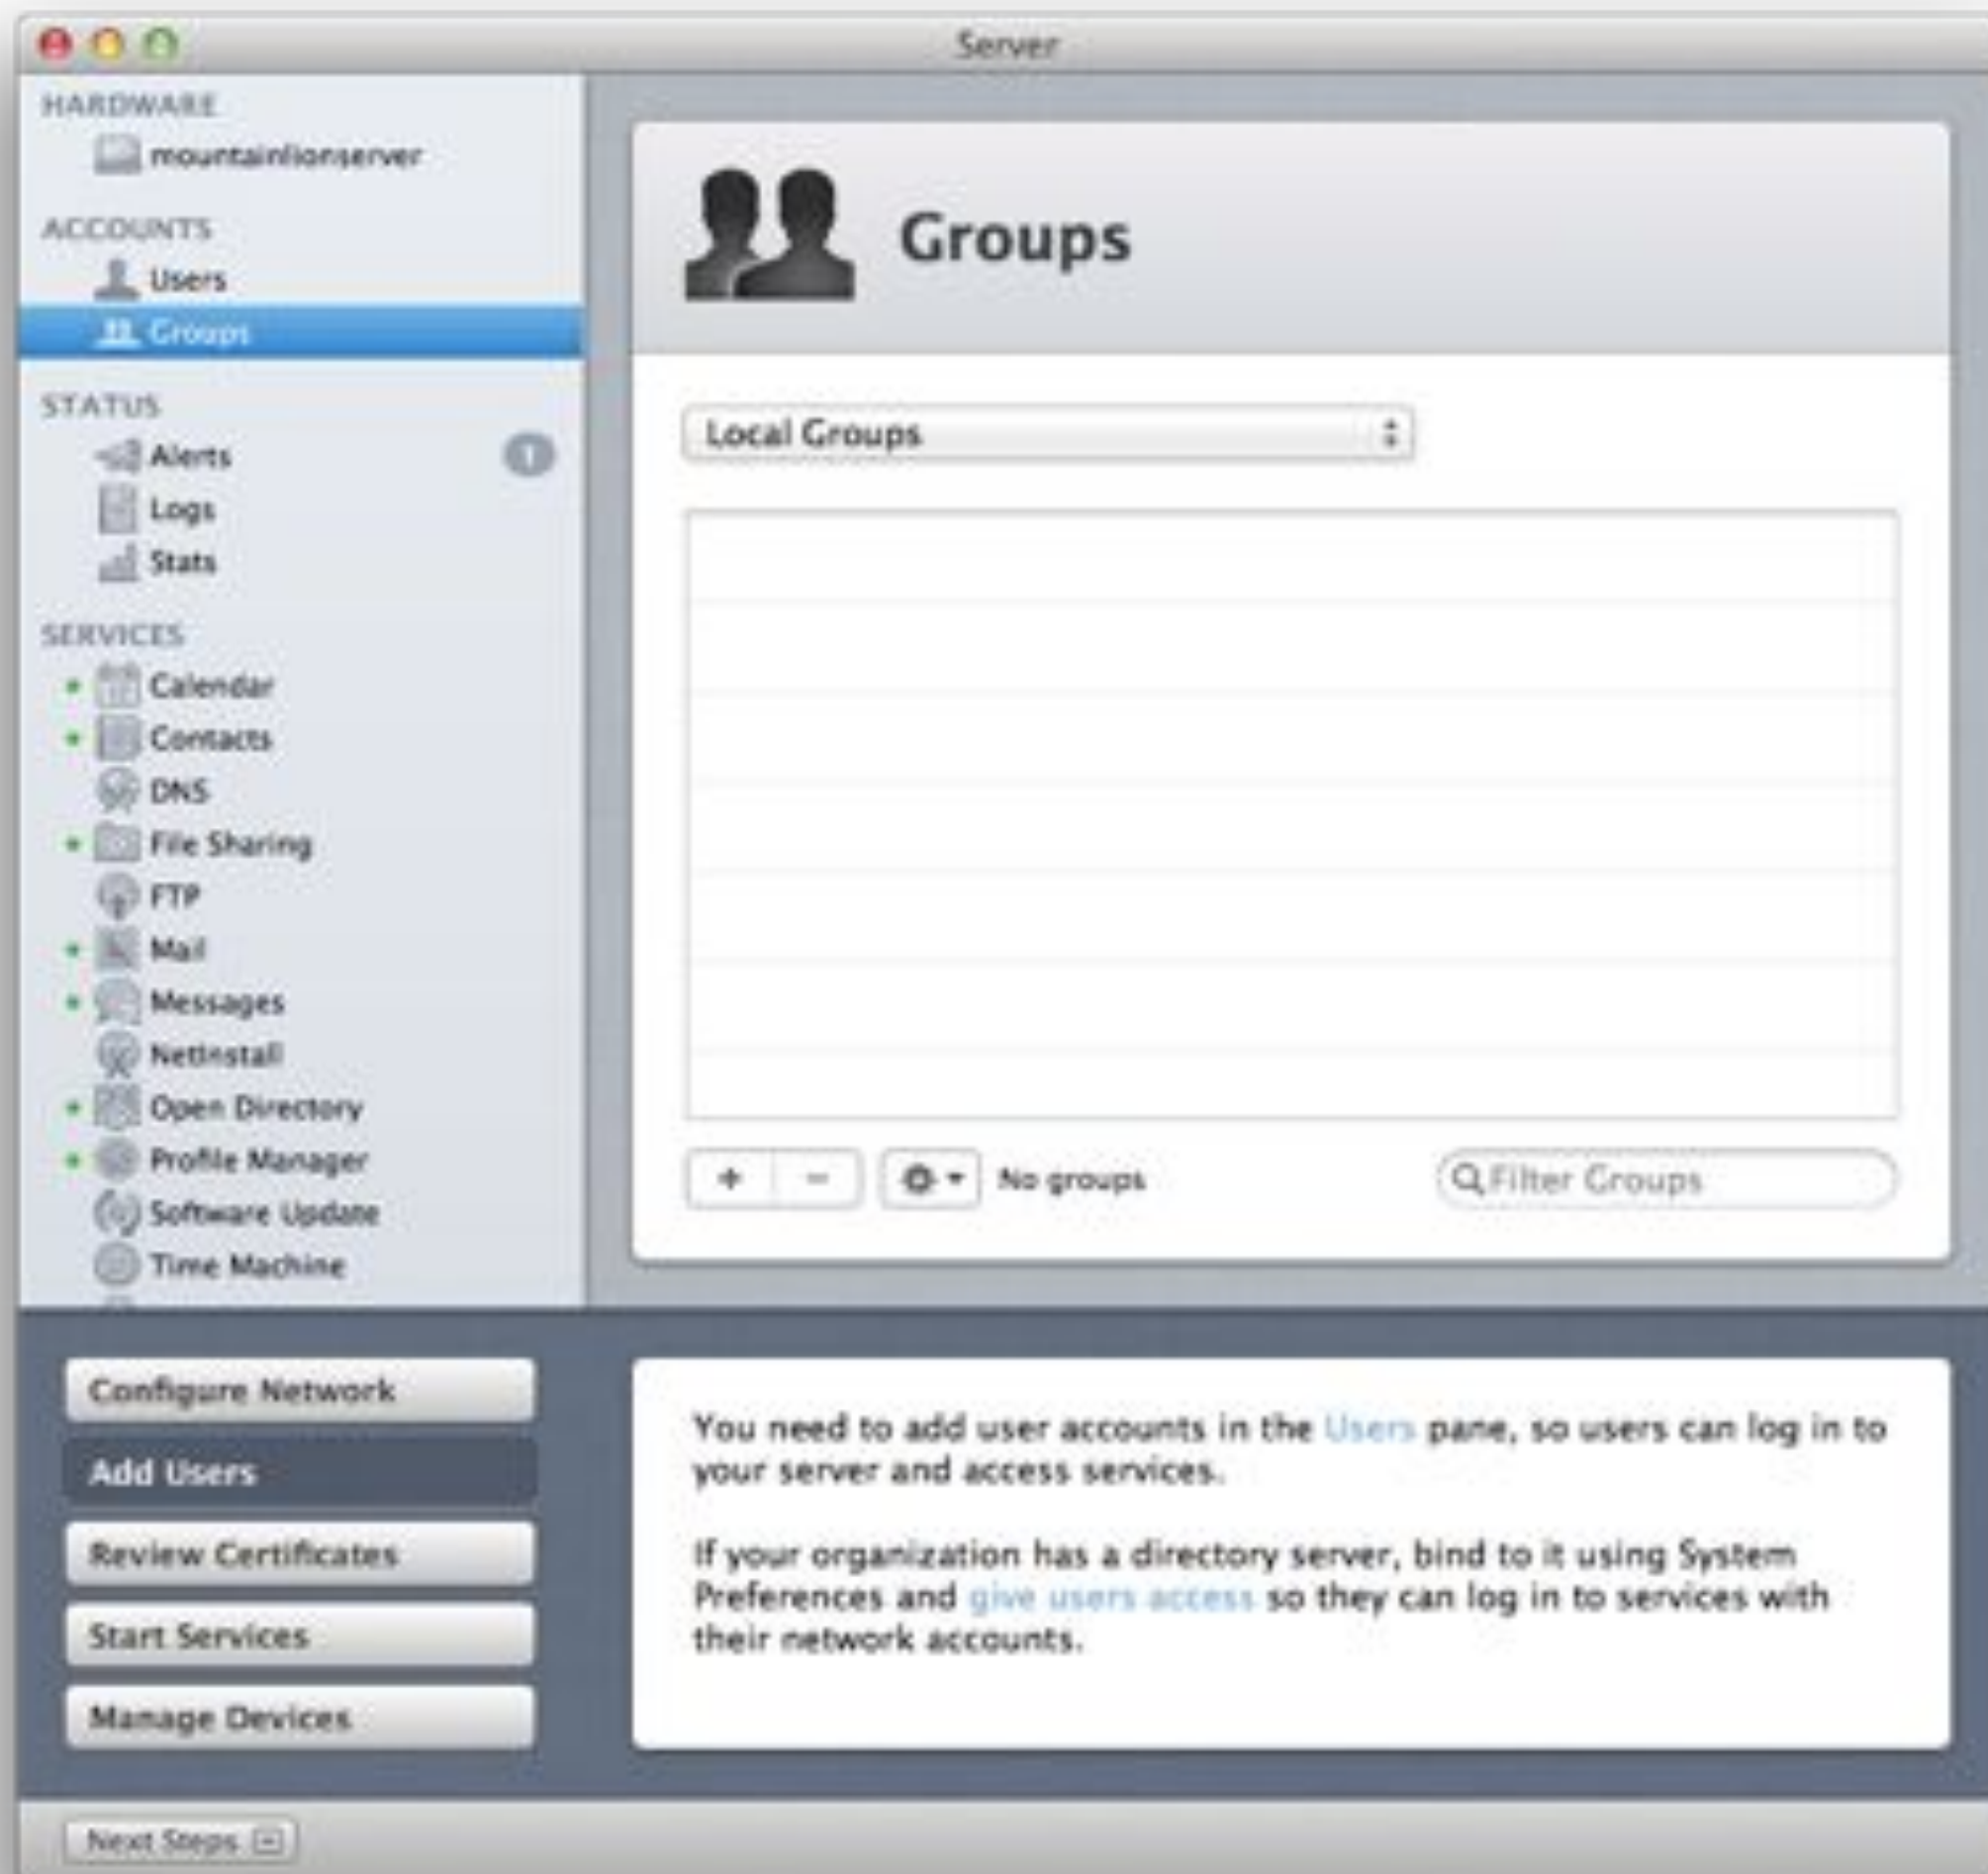 Server
HARDWARE
mountainlionserver
ACCOUNTS
Users
Groups
STATUS
Alerts
1
Logs
Stats
SERVICES
Calendar
Contacts
DNS
File Sharing
FTP
Mail
Messages
NetInstall
Open Directory
Profile Manager
Software Update
Time Machine
Groups
Local Groups
+ −
No groups
Filter Groups
Configure Network
Add Users
Review Certificates
Start Services
Manage Devices
You need to add user accounts in the Users pane, so users can log in to
your server and access services.
If your organization has a directory server, bind to it using System
Preferences and give users access so they can log in to services with
their network accounts.
Next Steps